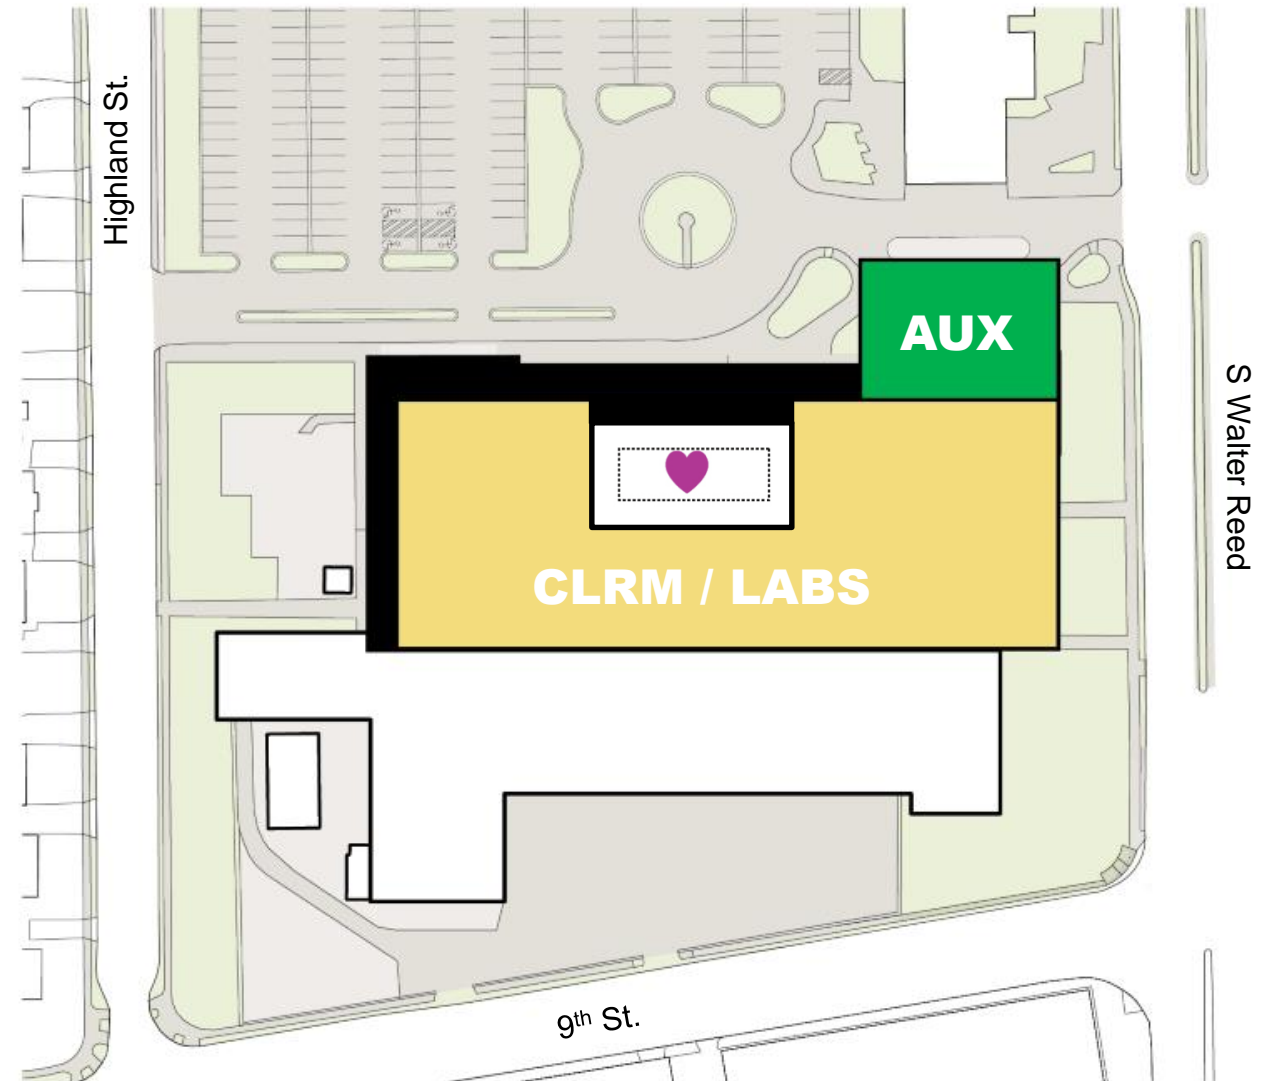 Highland St.
AUX
S Walter Reed
CLRM / LABS
9th St.